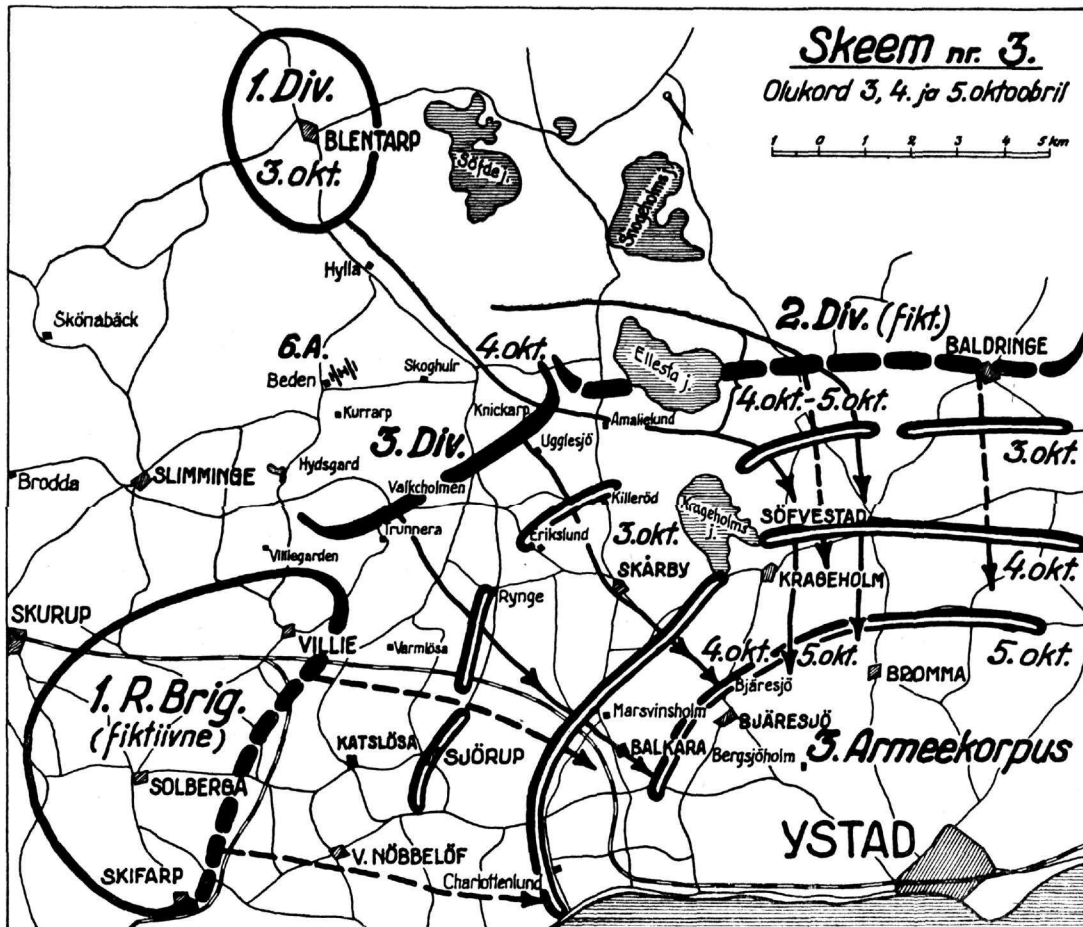 Skeem nr. 3.
Olukord 3, 4. ja 5. oktoobril
1 0 1 2 3 4 5 km
1. Div.
BLENTARP
3. okt.
Söfde j.
Snogeholms j.
Hylla
Skönabäck
2. Div. (fikt.)
BALDRINGE
6.A.
4. okt.
Ellesta j.
Beden
Skoghulr
4. okt.-5. okt.
Kurrarp
Knickarp
Amalielund
3. Div.
Ugglesjö
3. okt.
Brodda
SLIMMINGE
Hydsgard
Valkcholmen
Killeröd
Krageholms j.
SÖFVESTAD
Trunnera
Erikslund
3. okt.
Villiegarden
SKÅRBY
KRAGEHOLM
4. okt.
Rynge
SKURUP
VILLIE
Varmlösa
4. okt.
5. okt.
5. okt.
Bjäresjö
BROMMA
1. R. Brig.
(fiktiivne)
Marsvinsholm
BJÄRESJÖ
KATSLÖSA
SJÖRUP
BALKARA
Bergsjöholm
3. Armeekorpus
SOLBERGA
YSTAD
V. NÖBBELÖF
SKIFARP
Charlottenlund